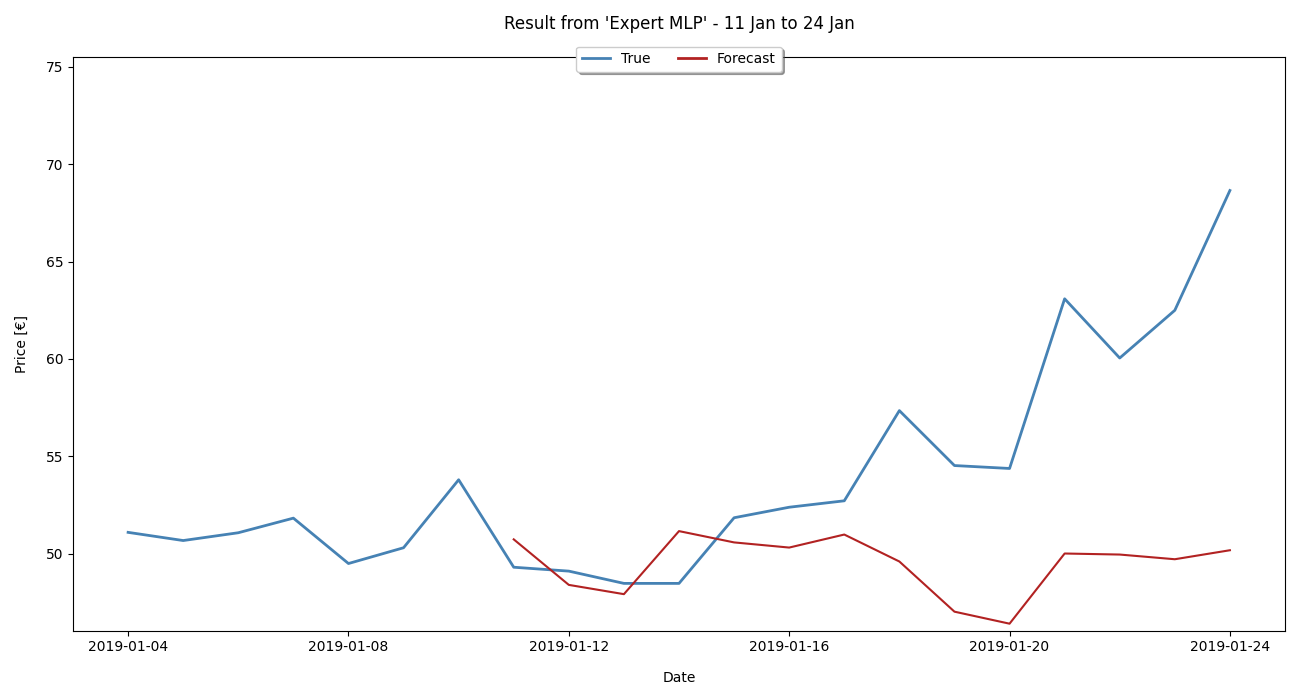 Result from 'Expert MLP' - 11 Jan to 24 Jan
True Forecast
75
70
65
60
55
50
Price [€]
2019-01-04 2019-01-08 2019-01-12 2019-01-16 2019-01-20 2019-01-24
Date